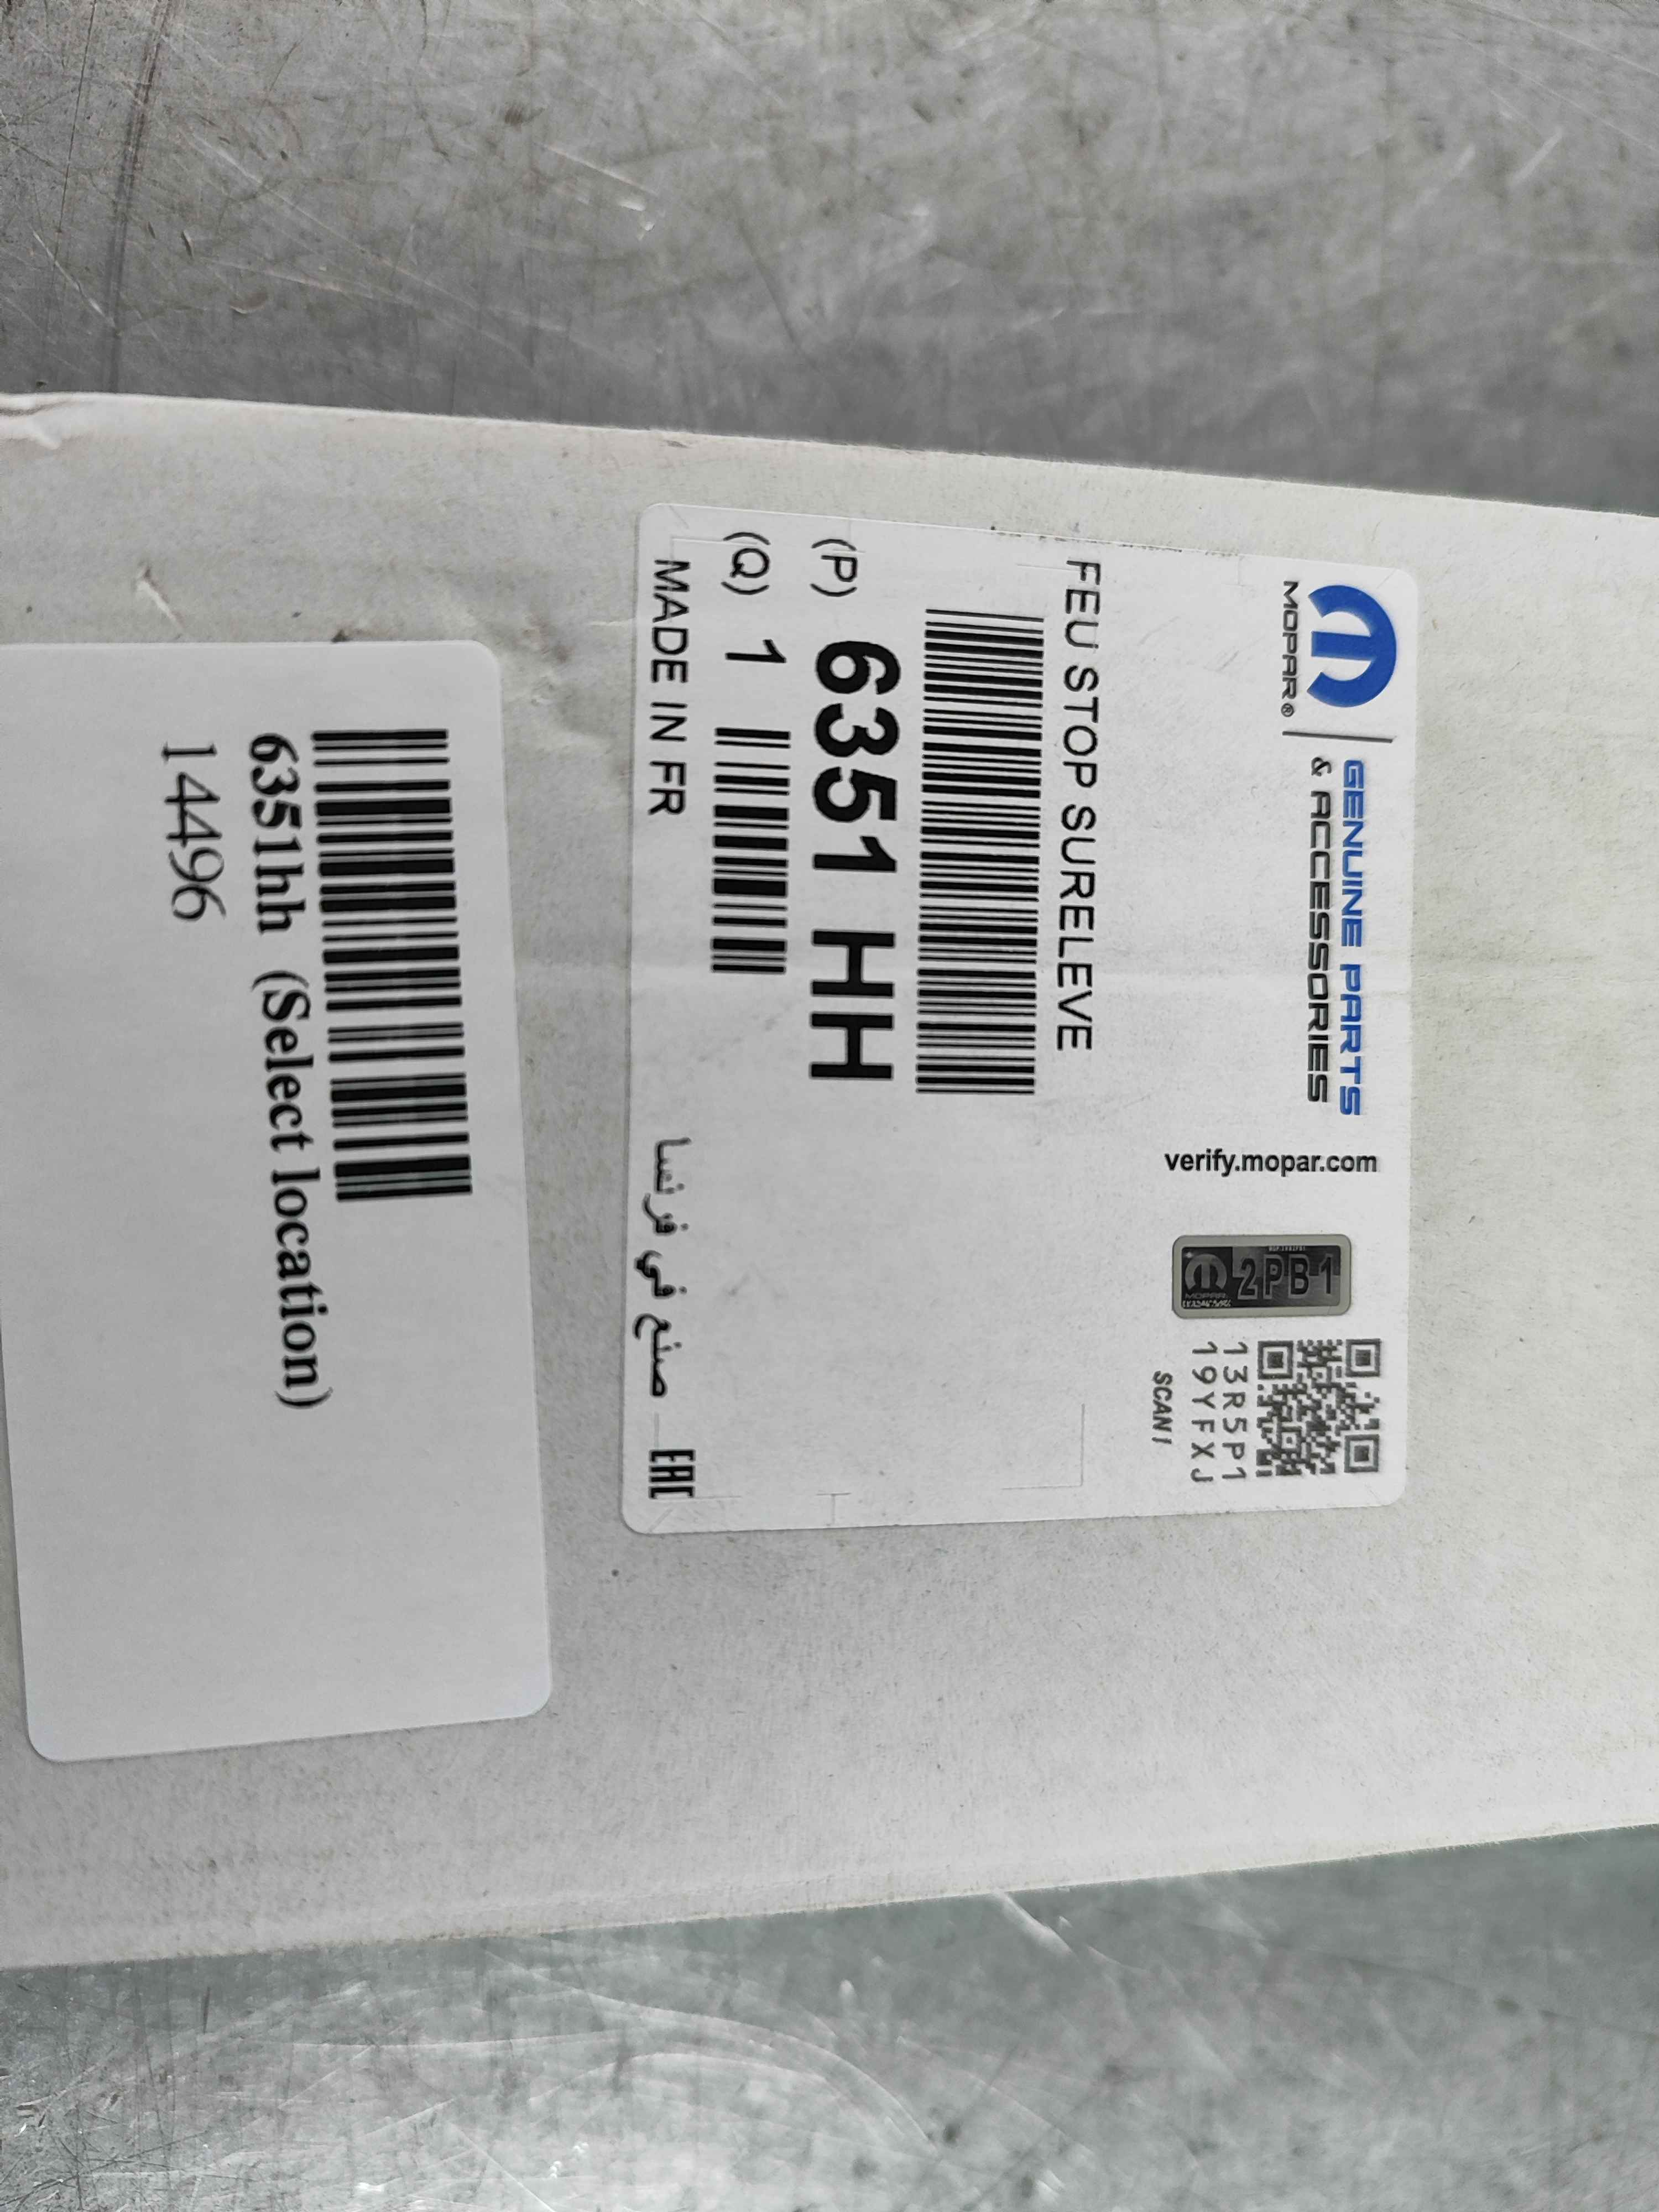 MOPAR®
GENUINE PARTS
& ACCESSORIES
verify.mopar.com
2PB1
MOPAR
13R5P1
19YFXJ
SCAN!
FEU STOP SURELEVE
(P) 6351 HH
(Q) 1
MADE IN FR
صنع في فرنسا
EAC
6351hh (Select location)
14496